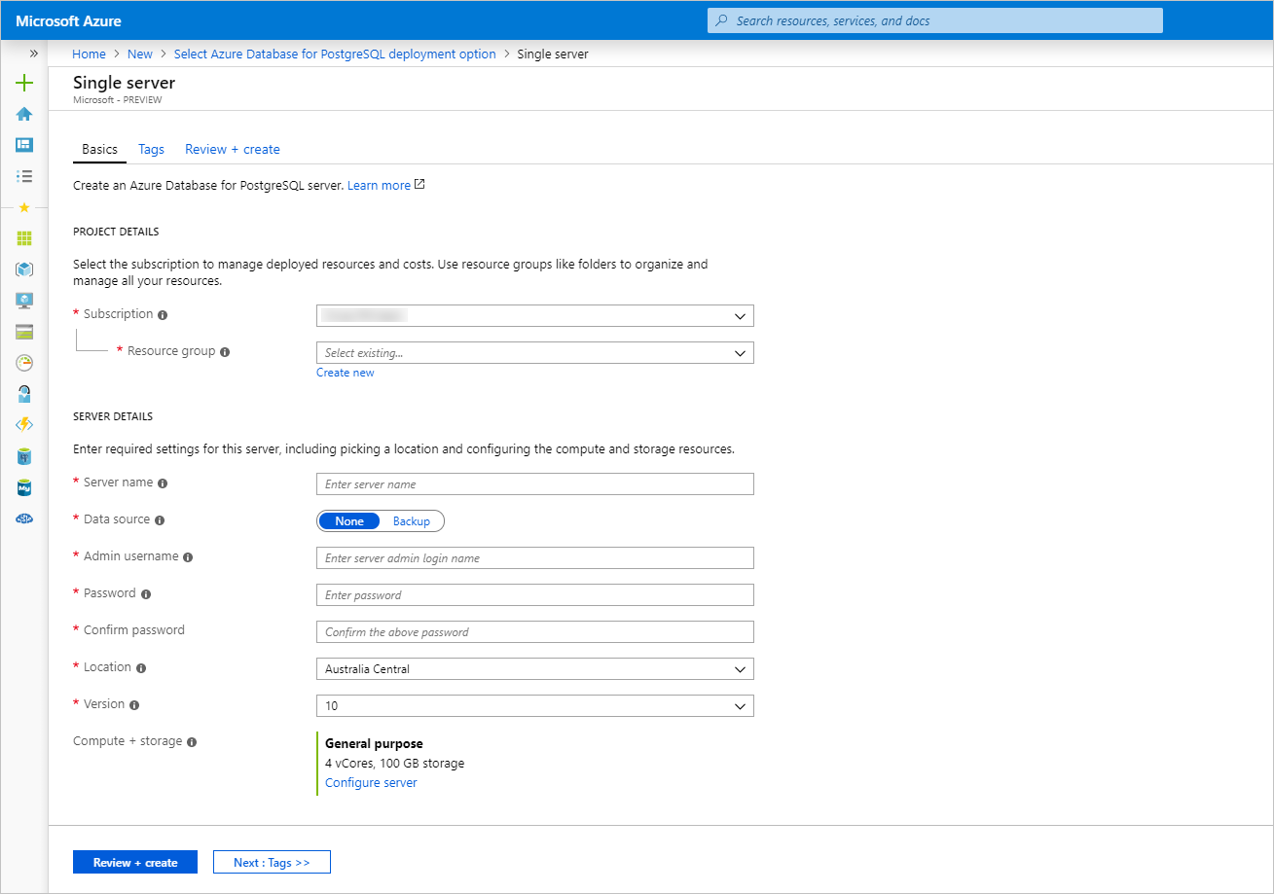 Microsoft Azure
Search resources, services, and docs
Home > New > Select Azure Database for PostgreSQL deployment option > Single server
Single server
Microsoft - PREVIEW
Basics Tags Review + create
Create an Azure Database for PostgreSQL server. Learn more
PROJECT DETAILS
Select the subscription to manage deployed resources and costs. Use resource groups like folders to organize and
manage all your resources.
* Subscription
* Resource group Select existing...
Create new
SERVER DETAILS
Enter required settings for this server, including picking a location and configuring the compute and storage resources.
* Server name Enter server name
* Data source None Backup
* Admin username Enter server admin login name
* Password Enter password
* Confirm password Confirm the above password
* Location Australia Central
* Version 10
Compute + storage General purpose
4 vCores, 100 GB storage
Configure server
Review + create Next : Tags >>